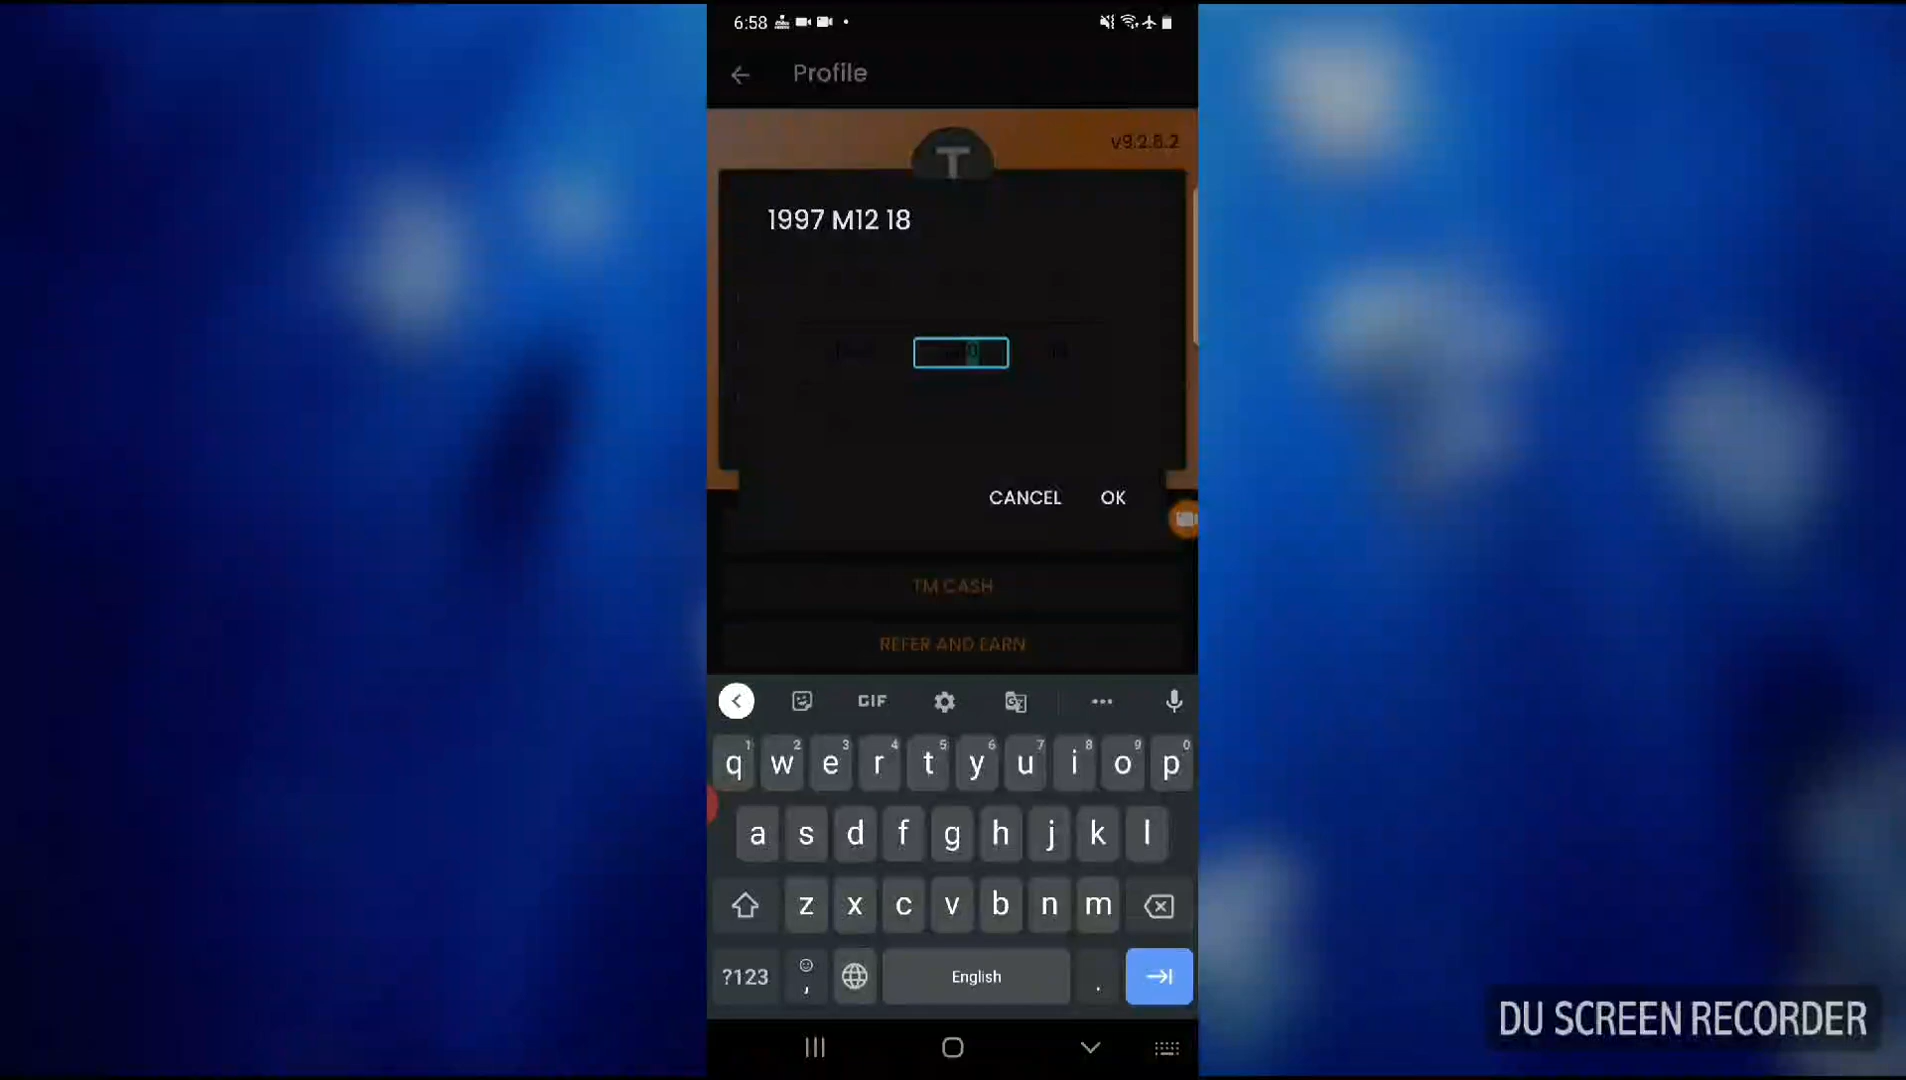 6:58
Profile
v9.2.8.2
T
1997 M12 18
CANCEL OK
TM CASH
REFER AND EARN
GIF
1 2 3 4 5 6 7 8 9 0
q w e r t y u i o p
a s d f g h j k l
z x c v b n m
?123 , English .
DU SCREEN RECORDER